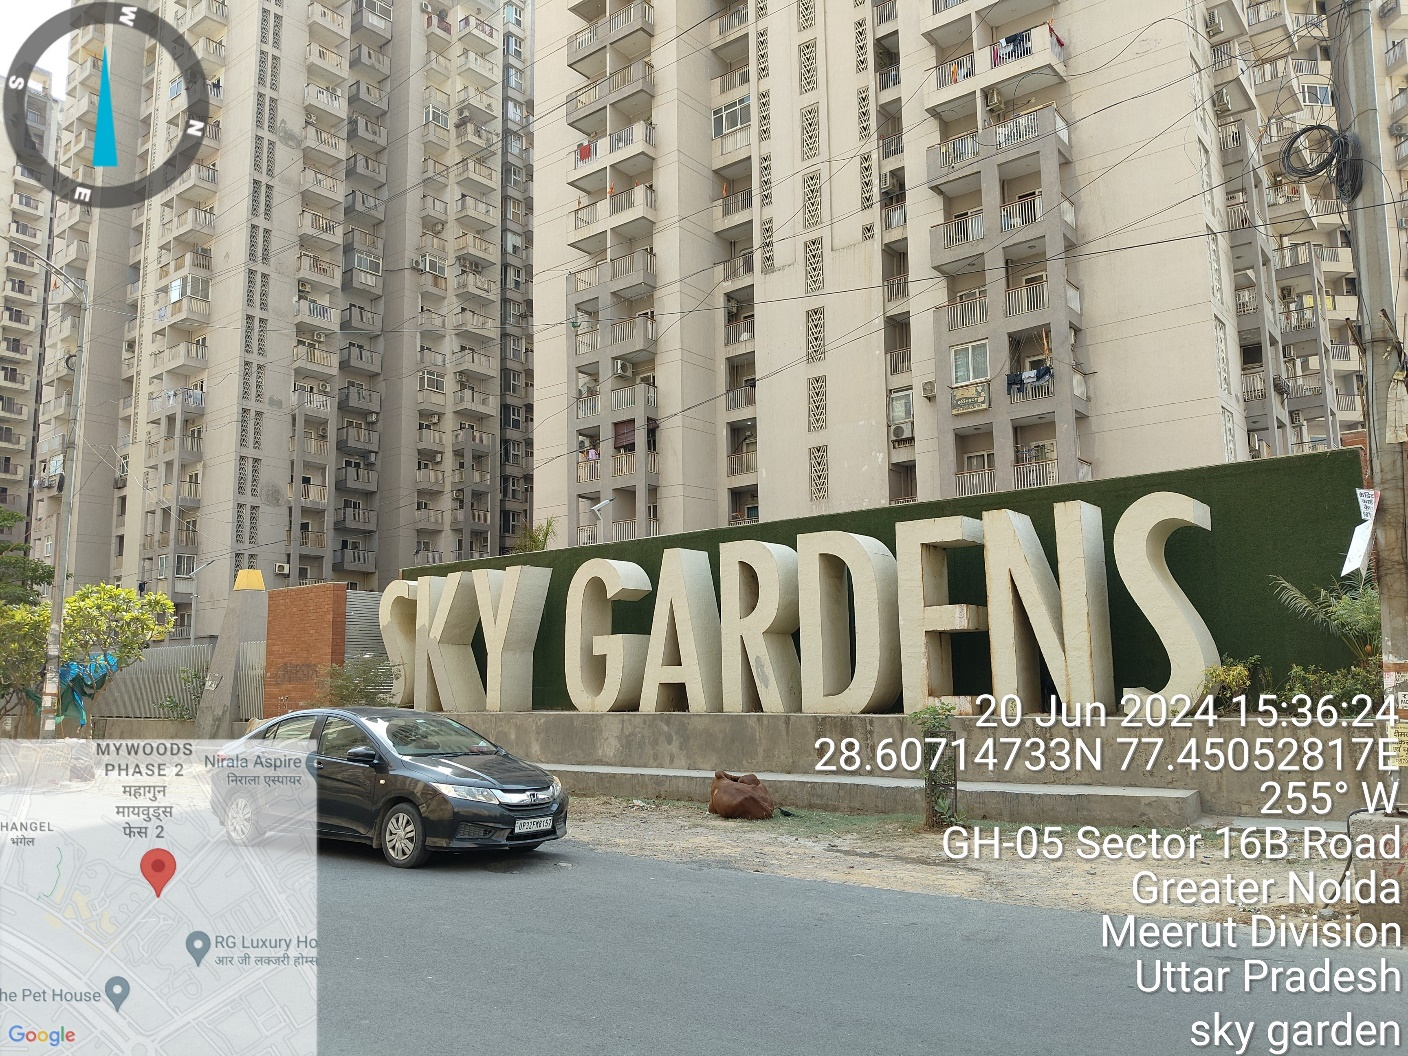 W
S
N
E
SKY GARDENS
20 Jun 2024 15:36:24
28.60714733N 77.45052817E
255° W
GH-05 Sector 16B Road
Greater Noida
Meerut Division
Uttar Pradesh
sky garden
MYWOODS
PHASE 2
महागुन
मायवुड्स
फेस 2
Nirala Aspire
निराला एस्पायर
HANGEL
भंगेल
RG Luxury Ho
आर जी लक्जरी होम्स
he Pet House
Google